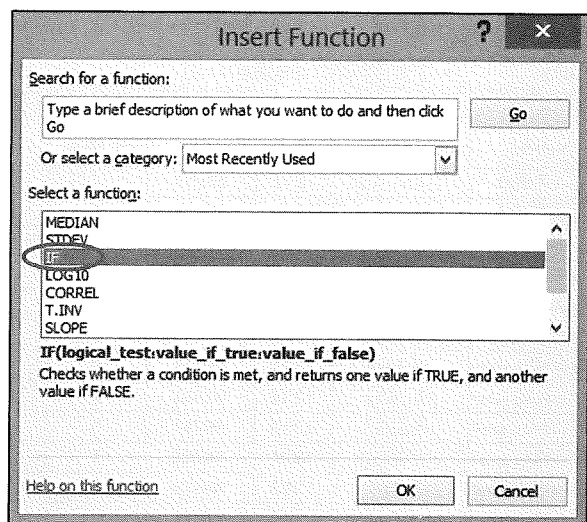 Insert Function
?
×
Search for a function:
Type a brief description of what you want to do and then click
Go
Go
Or select a category: Most Recently Used
Select a function:
MEDIAN
STDEV
IF
LOG10
CORREL
T.INV
SLOPE
IF(logical_test;value_if_true;value_if_false)
Checks whether a condition is met, and returns one value if TRUE, and another
value if FALSE.
Help on this function
OK
Cancel